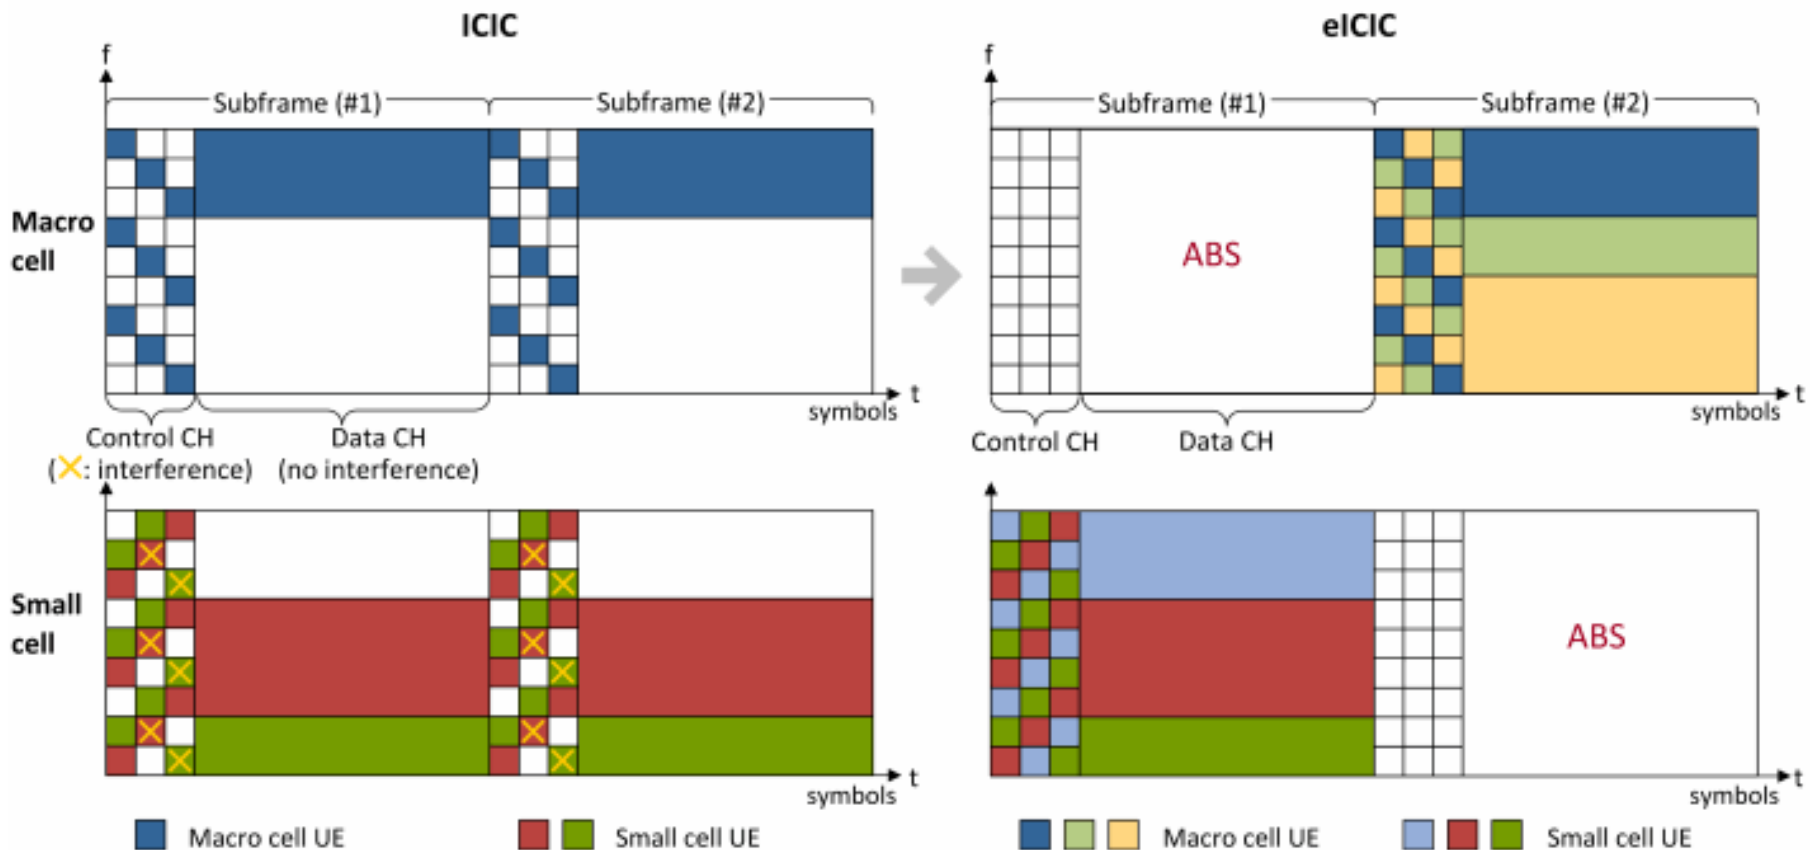 ICIC
eICIC
f
f
Subframe (#1)
Subframe (#2)
Subframe (#1)
Subframe (#2)
Macro
cell
ABS
t
t
symbols
symbols
Control CH
Data CH
Control CH
Data CH
(X: interference)
(no interference)
Small
cell
ABS
t
t
symbols
symbols
Macro cell UE
Small cell UE
Macro cell UE
Small cell UE